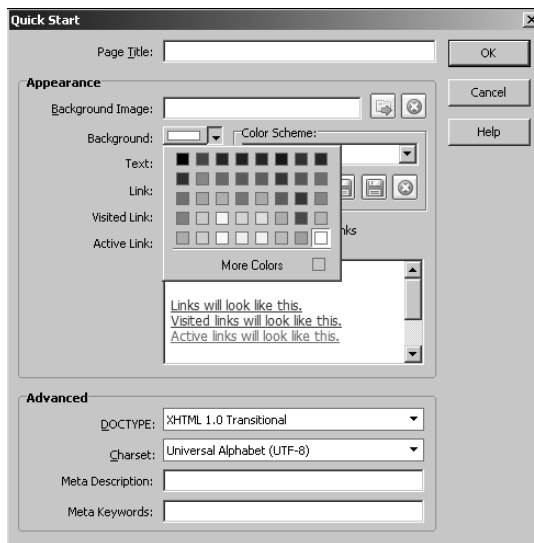 Quick Start
Page Title:
OK
Appearance
Cancel
Background Image:
Background:
Color Scheme:
Help
Text:
Link:
Visited Link:
Active Link:
More Colors
Links will look like this.
Visited links will look like this.
Active links will look like this.
Advanced
DOCTYPE: XHTML 1.0 Transitional
Charset: Universal Alphabet (UTF-8)
Meta Description:
Meta Keywords: